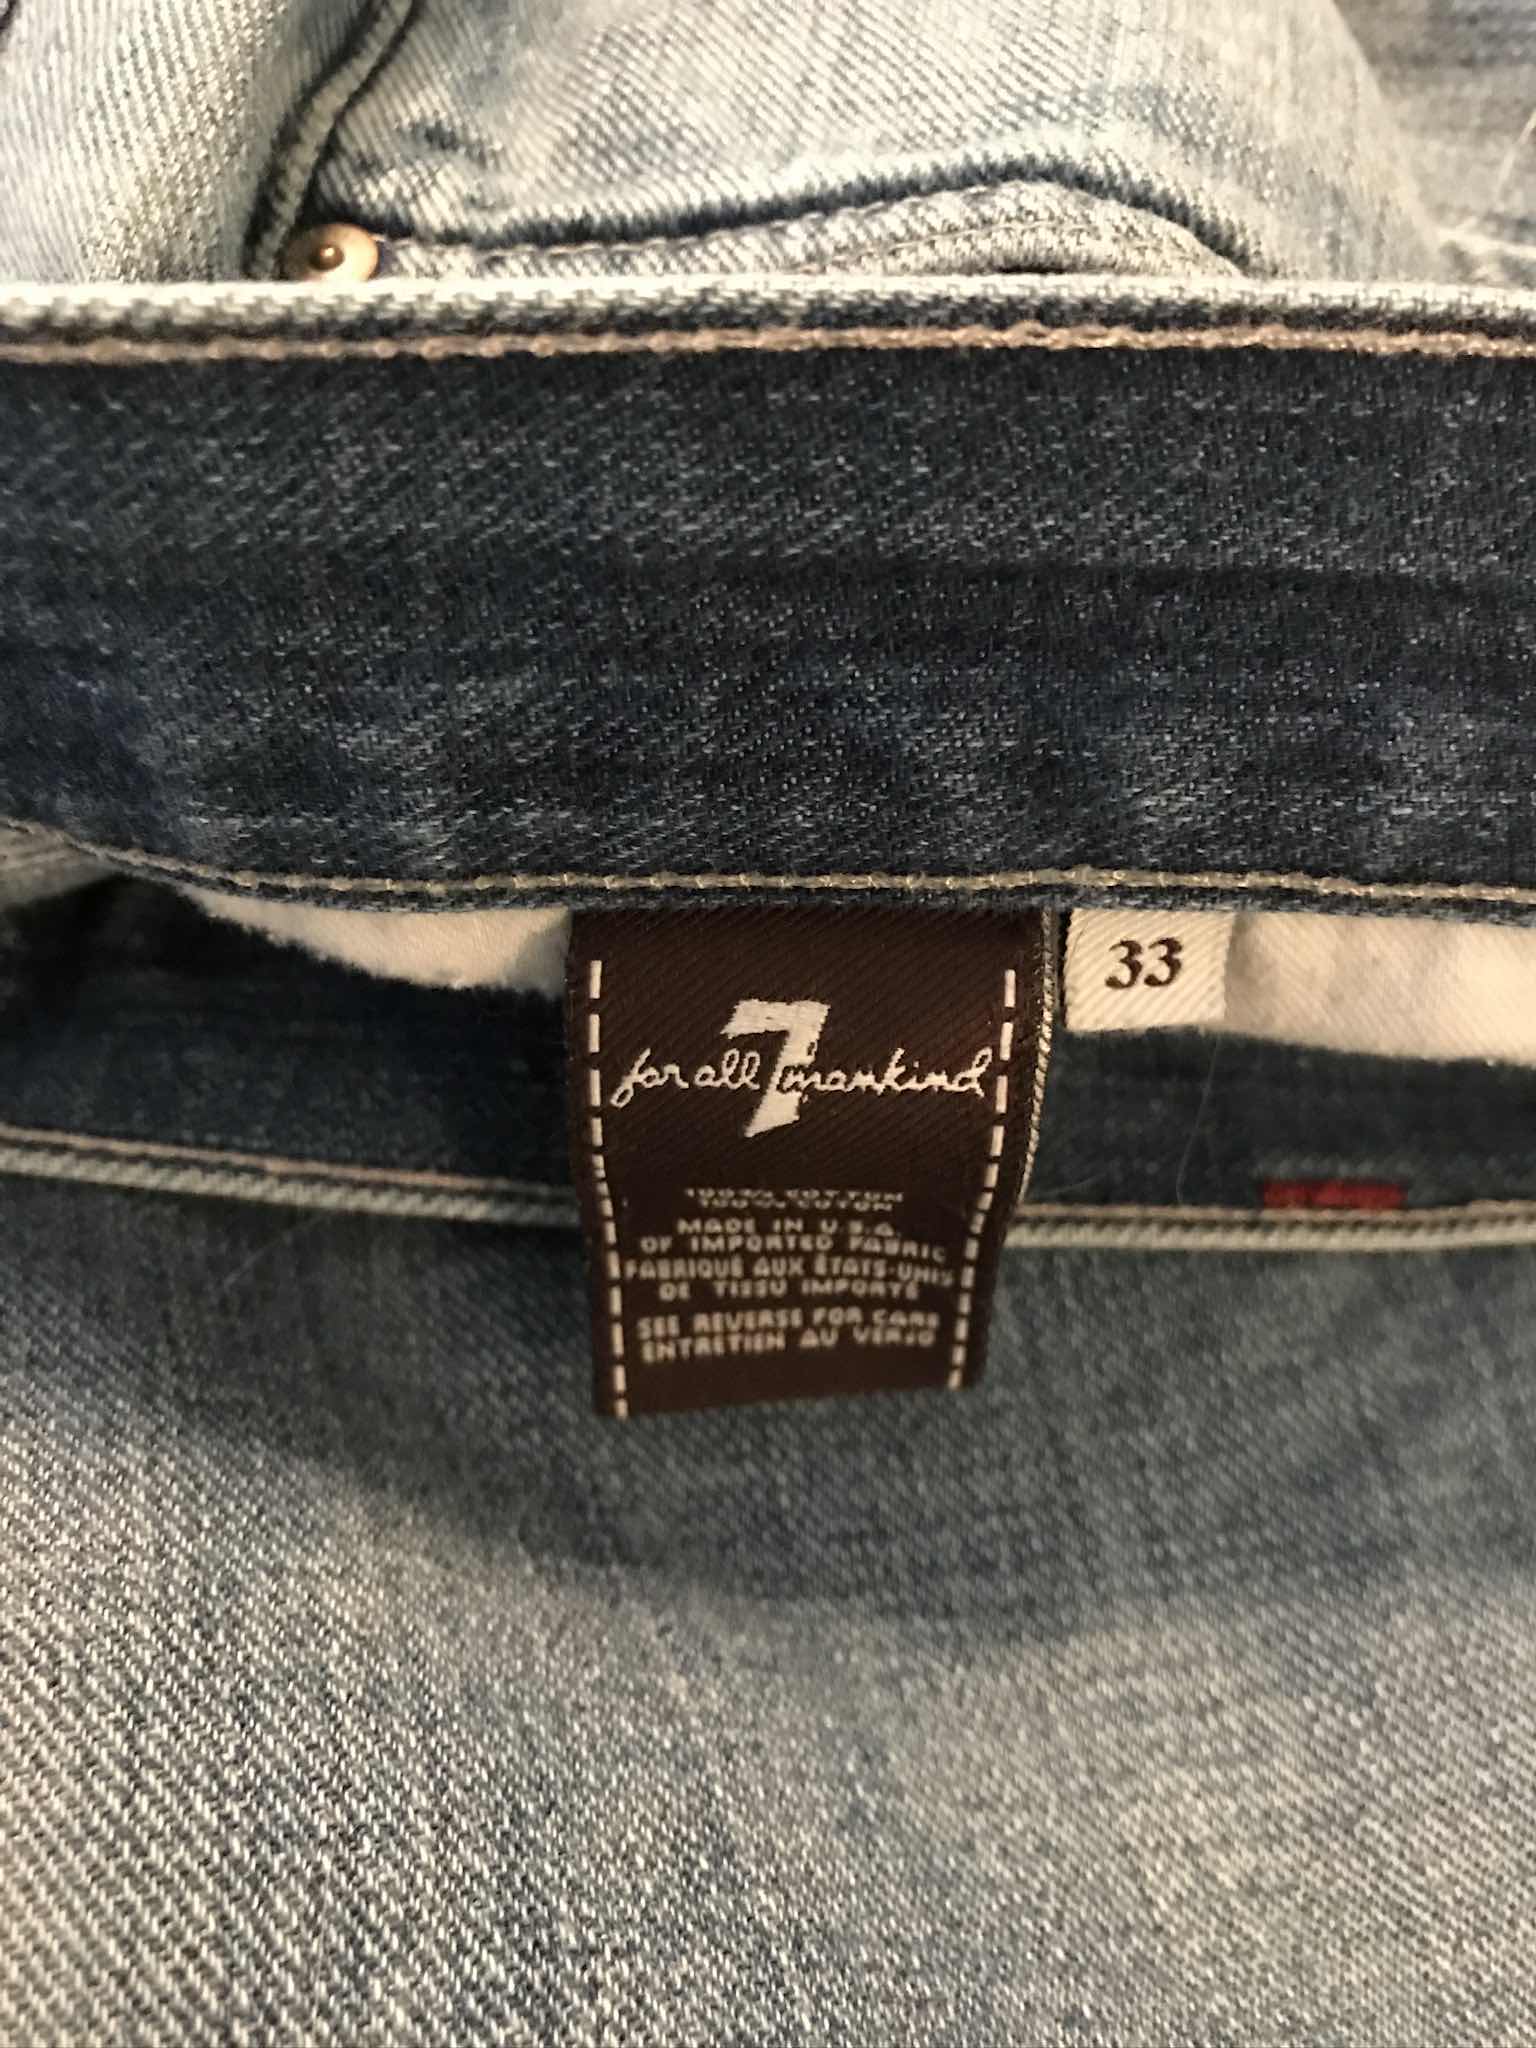 7
for all mankind
33
100% COTTON
100% COTON
MADE IN U.S.A.
OF IMPORTED FABRIC
FABRIQUÉ AUX ÉTATS-UNIS
DE TISSU IMPORTÉ
SEE REVERSE FOR CARE
ENTRETIEN AU VERSO